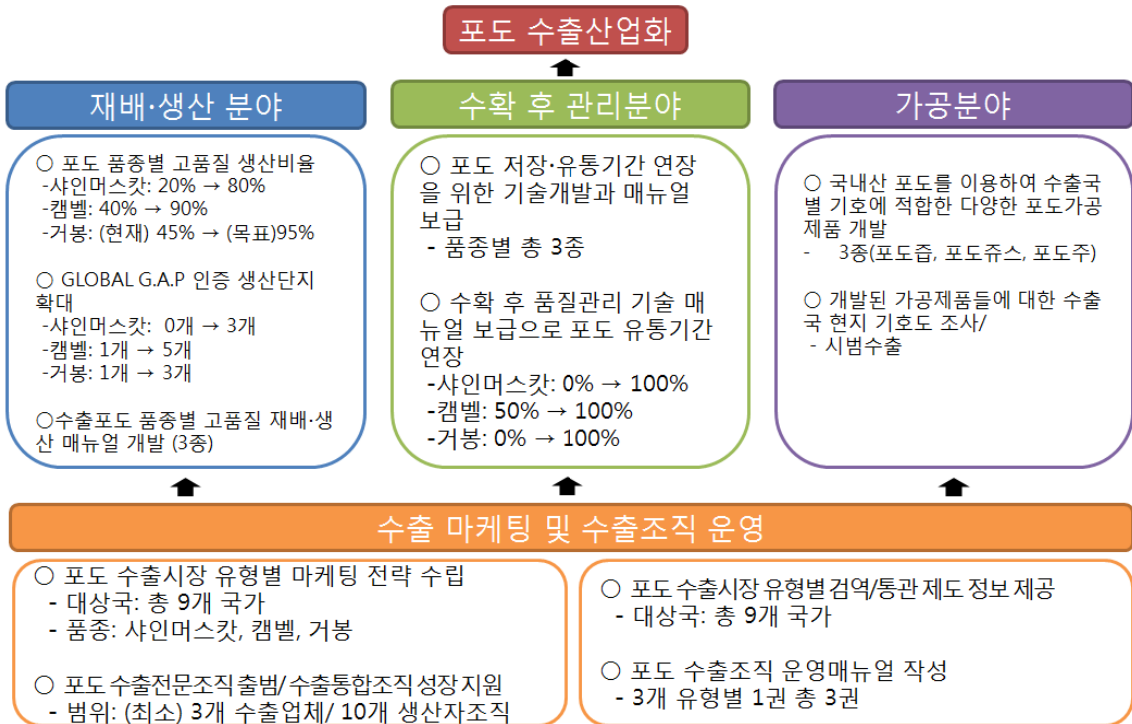 포도 수출산업화
재배·생산 분야
○ 포도 품종별 고품질 생산비율
-샤인머스캇: 20% → 80%
-캠벨: 40% → 90%
-거봉: (현재) 45% → (목표)95%
○ GLOBAL G.A.P 인증 생산단지
확대
-샤인머스캇: 0개 → 3개
-캠벨: 1개 → 5개
-거봉: 1개 → 3개
○수출포도 품종별 고품질 재배·생
산 매뉴얼 개발 (3종)
수확 후 관리분야
○ 포도 저장·유통기간 연장
을 위한 기술개발과 매뉴얼
보급
- 품종별 총 3종
○ 수확 후 품질관리 기술 매
뉴얼 보급으로 포도 유통기간
연장
-샤인머스캇: 0% → 100%
-캠벨: 50% → 100%
-거봉: 0% → 100%
가공분야
○ 국내산 포도를 이용하여 수출국
별 기호에 적합한 다양한 포도가공
제품 개발
- 3종(포도즙, 포도쥬스, 포도주)
○ 개발된 가공제품들에 대한 수출
국 현지 기호도 조사/
- 시범수출
수출 마케팅 및 수출조직 운영
○ 포도 수출시장 유형별 마케팅 전략 수립
- 대상국: 총 9개 국가
- 품종: 샤인머스캇, 캠벨, 거봉
○ 포도 수출전문조직 출범/ 수출통합조직 성장 지원
- 범위: (최소) 3개 수출업체/ 10개 생산자조직
○ 포도 수출시장 유형별 검역/통관 제도 정보 제공
- 대상국: 총 9개 국가
○ 포도 수출조직 운영매뉴얼 작성
- 3개 유형별 1권 총 3권